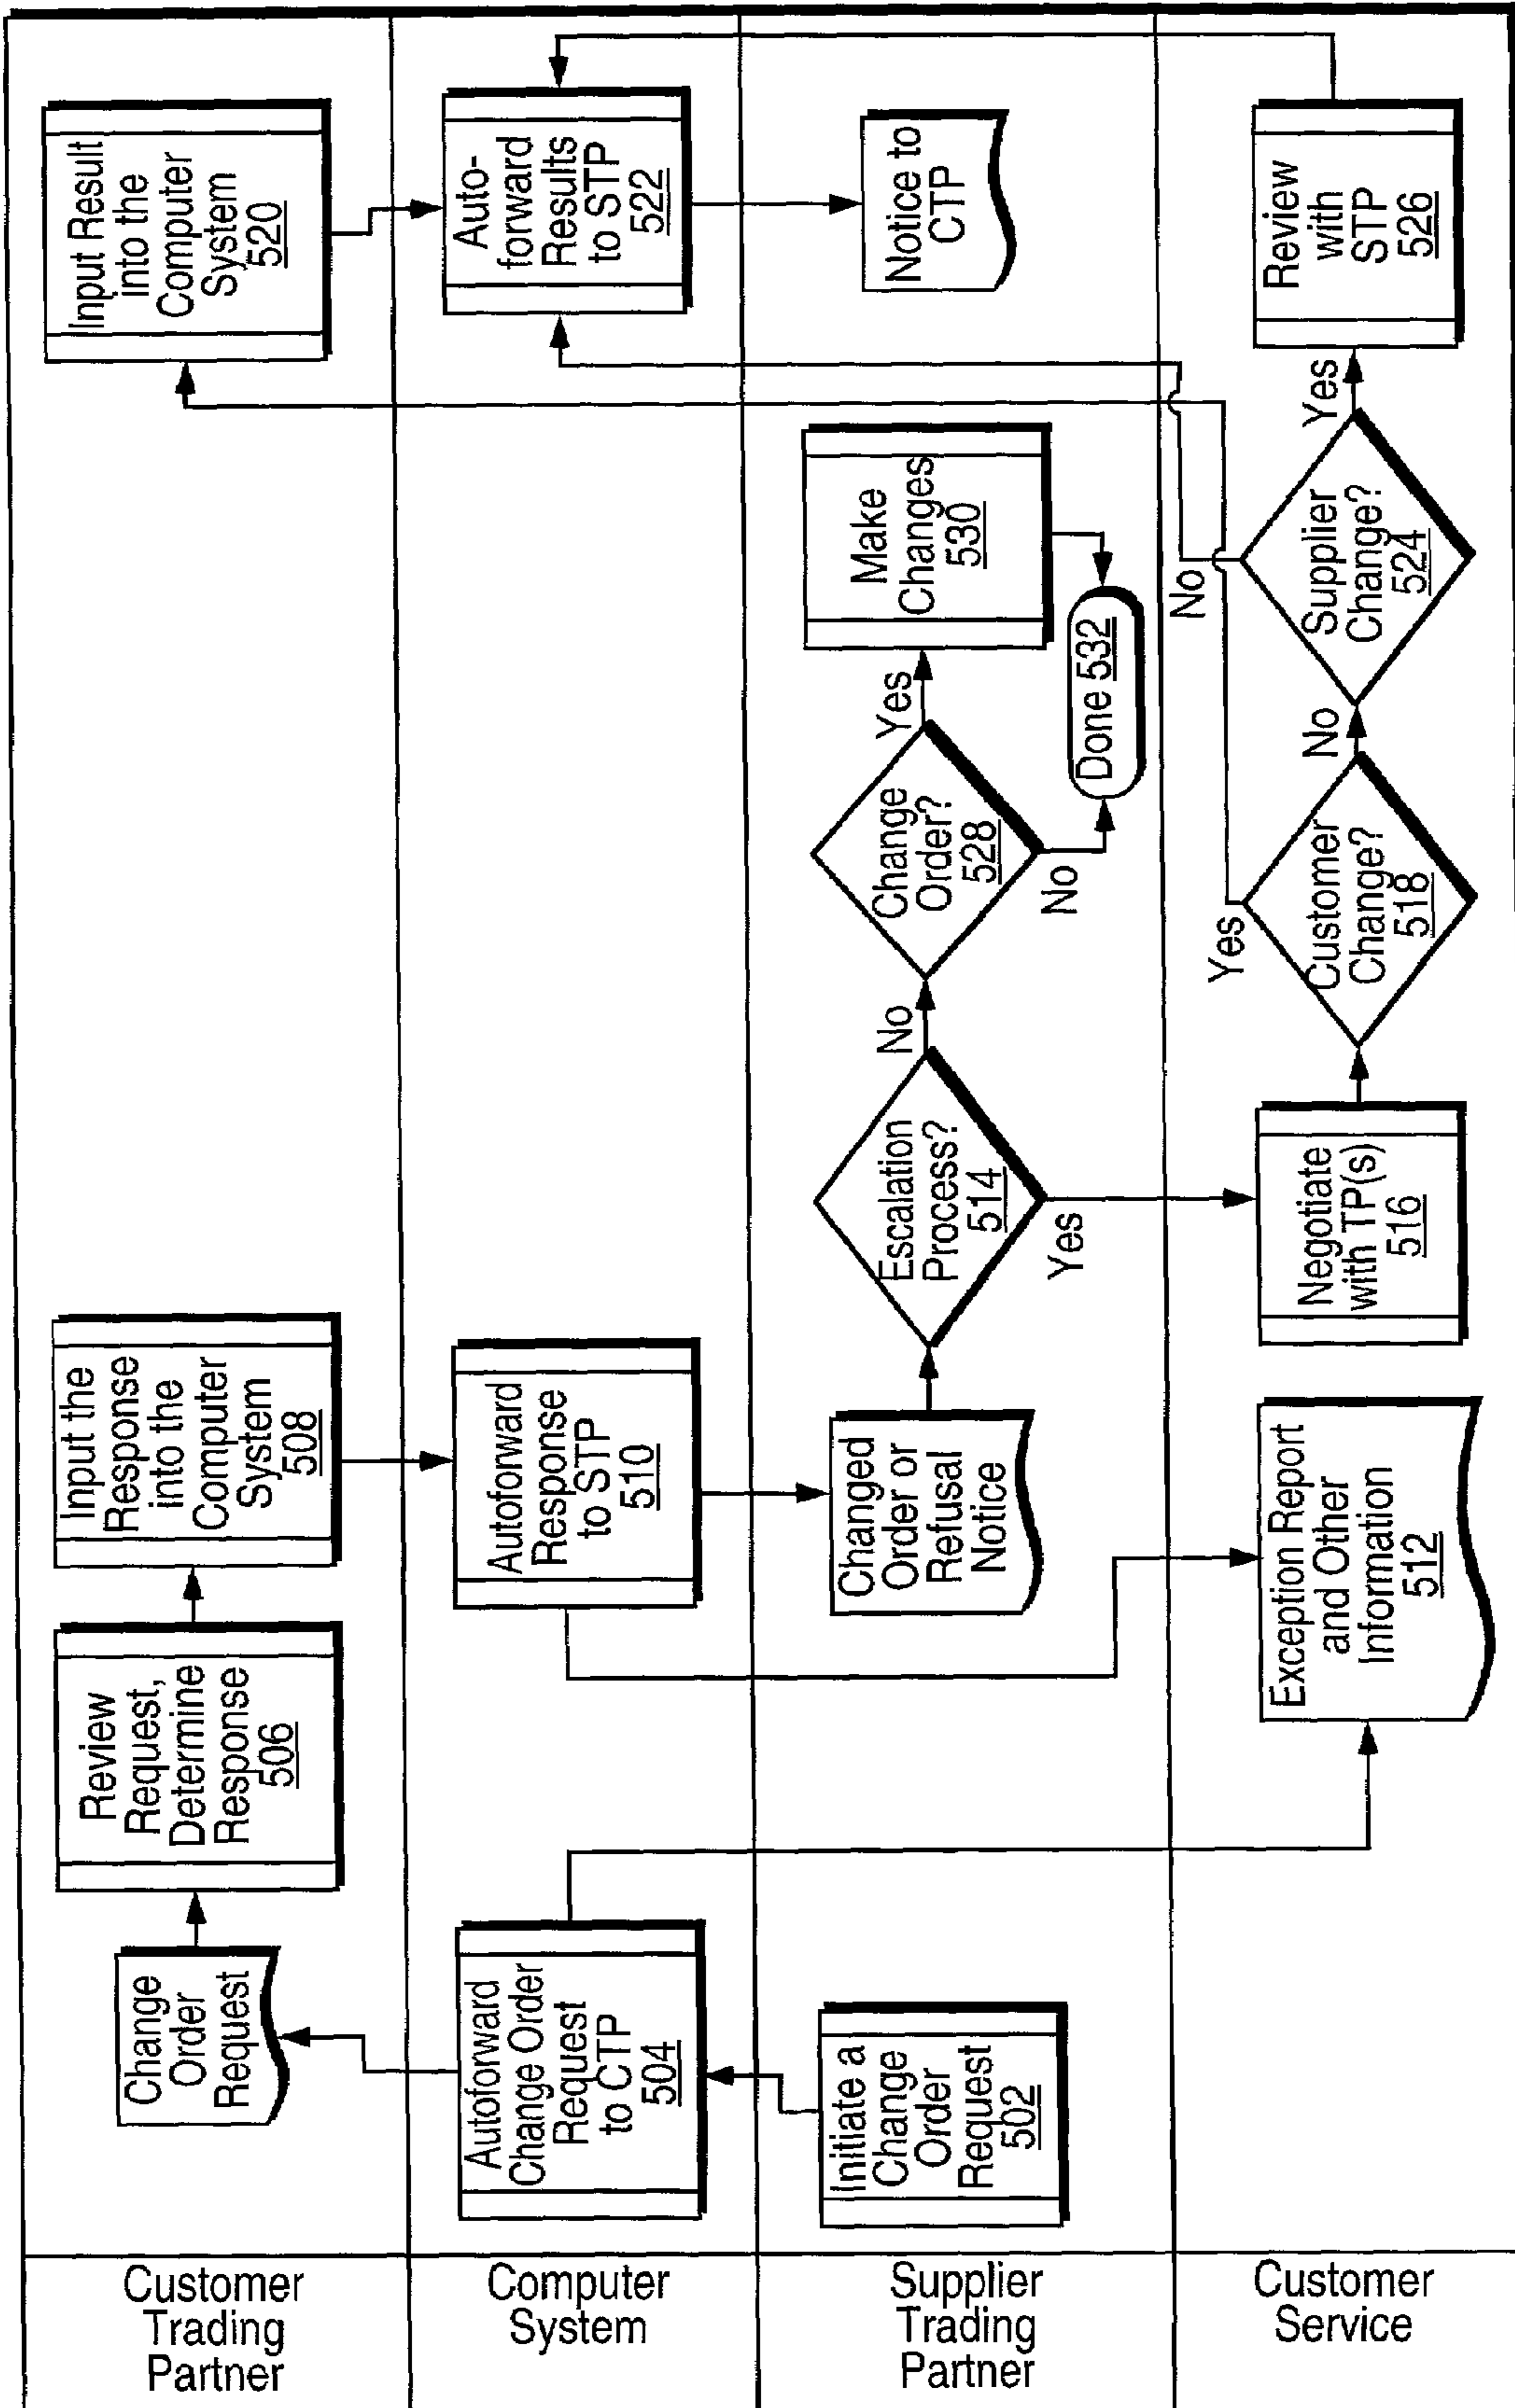 Customer
Trading
Partner
Change
Order
Request
Review
Request,
Determine
Response
506
Input the
Response
into the
Computer
System
508
Input Result
into the
Computer
System
520
Computer
System
Autoforward
Change Order
Request
to CTP
504
Autoforward
Response
to STP
510
Auto-
forward
Results
to STP
522
Supplier
Trading
Partner
Initiate a
Change
Order
Request
502
Changed
Order or
Refusal
Notice
Escalation
Process?
514
Yes
No
Change
Order?
528
No
Yes
Make
Changes
530
Done 532
Notice to
CTP
Customer
Service
Exception Report
and Other
Information
512
Negotiate
with TP(s)
516
Customer
Change?
518
Yes
No
Supplier
Change?
524
No
Yes
Review
with
STP
526